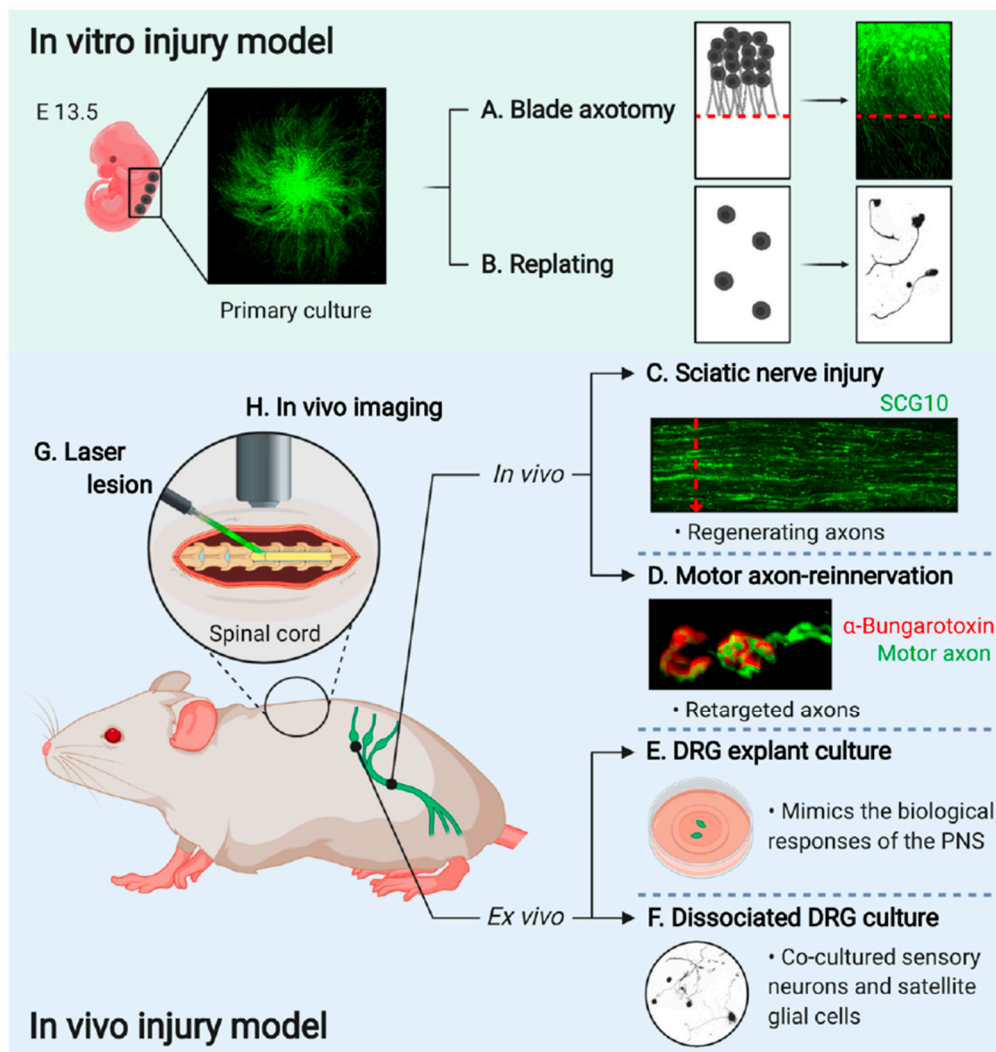 In vitro injury model
E 13.5
Primary culture
A. Blade axotomy
B. Replating
H. In vivo imaging
G. Laser
lesion
Spinal cord
In vivo
C. Sciatic nerve injury
SCG10
• Regenerating axons
D. Motor axon-reinnervation
α-Bungarotoxin
Motor axon
• Retargeted axons
E. DRG explant culture
• Mimics the biological
responses of the PNS
Ex vivo
F. Dissociated DRG culture
• Co-cultured sensory
neurons and satellite
glial cells
In vivo injury model